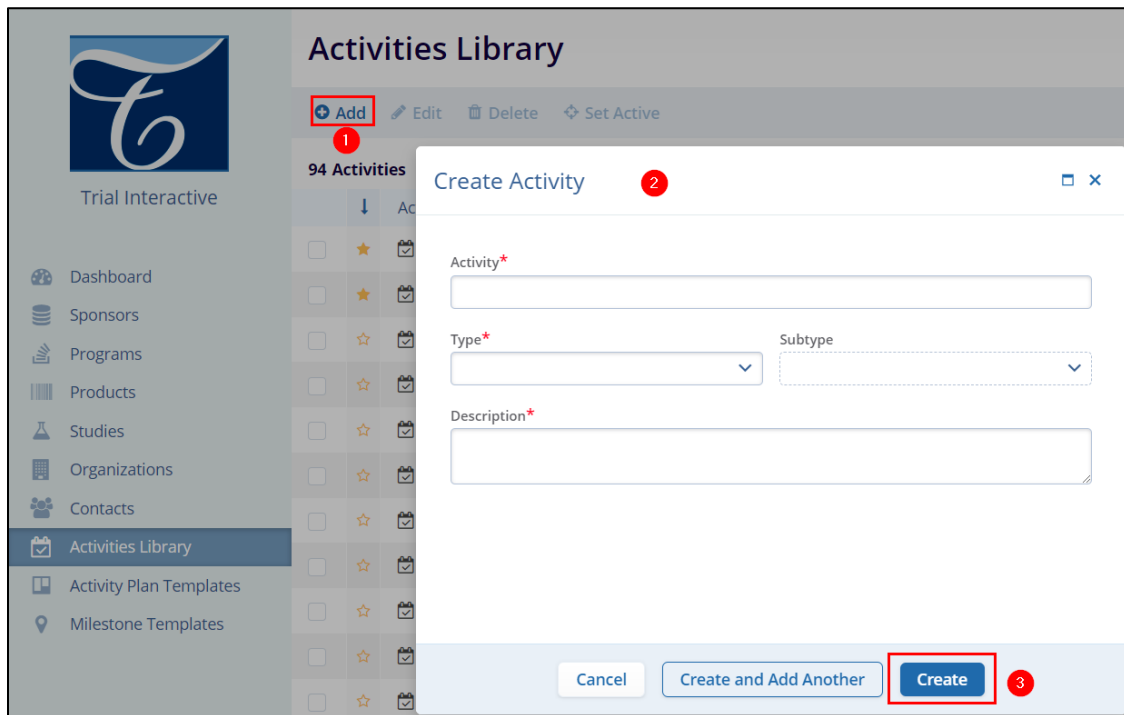 Activities Library
Add Edit Delete Set Active
1
94 Activities
Trial Interactive
Dashboard
Sponsors
Programs
Products
Studies
Organizations
Contacts
Activities Library
Activity Plan Templates
Milestone Templates
Create Activity 2
Activity*
Type* Subtype
Description*
Cancel Create and Add Another Create 3